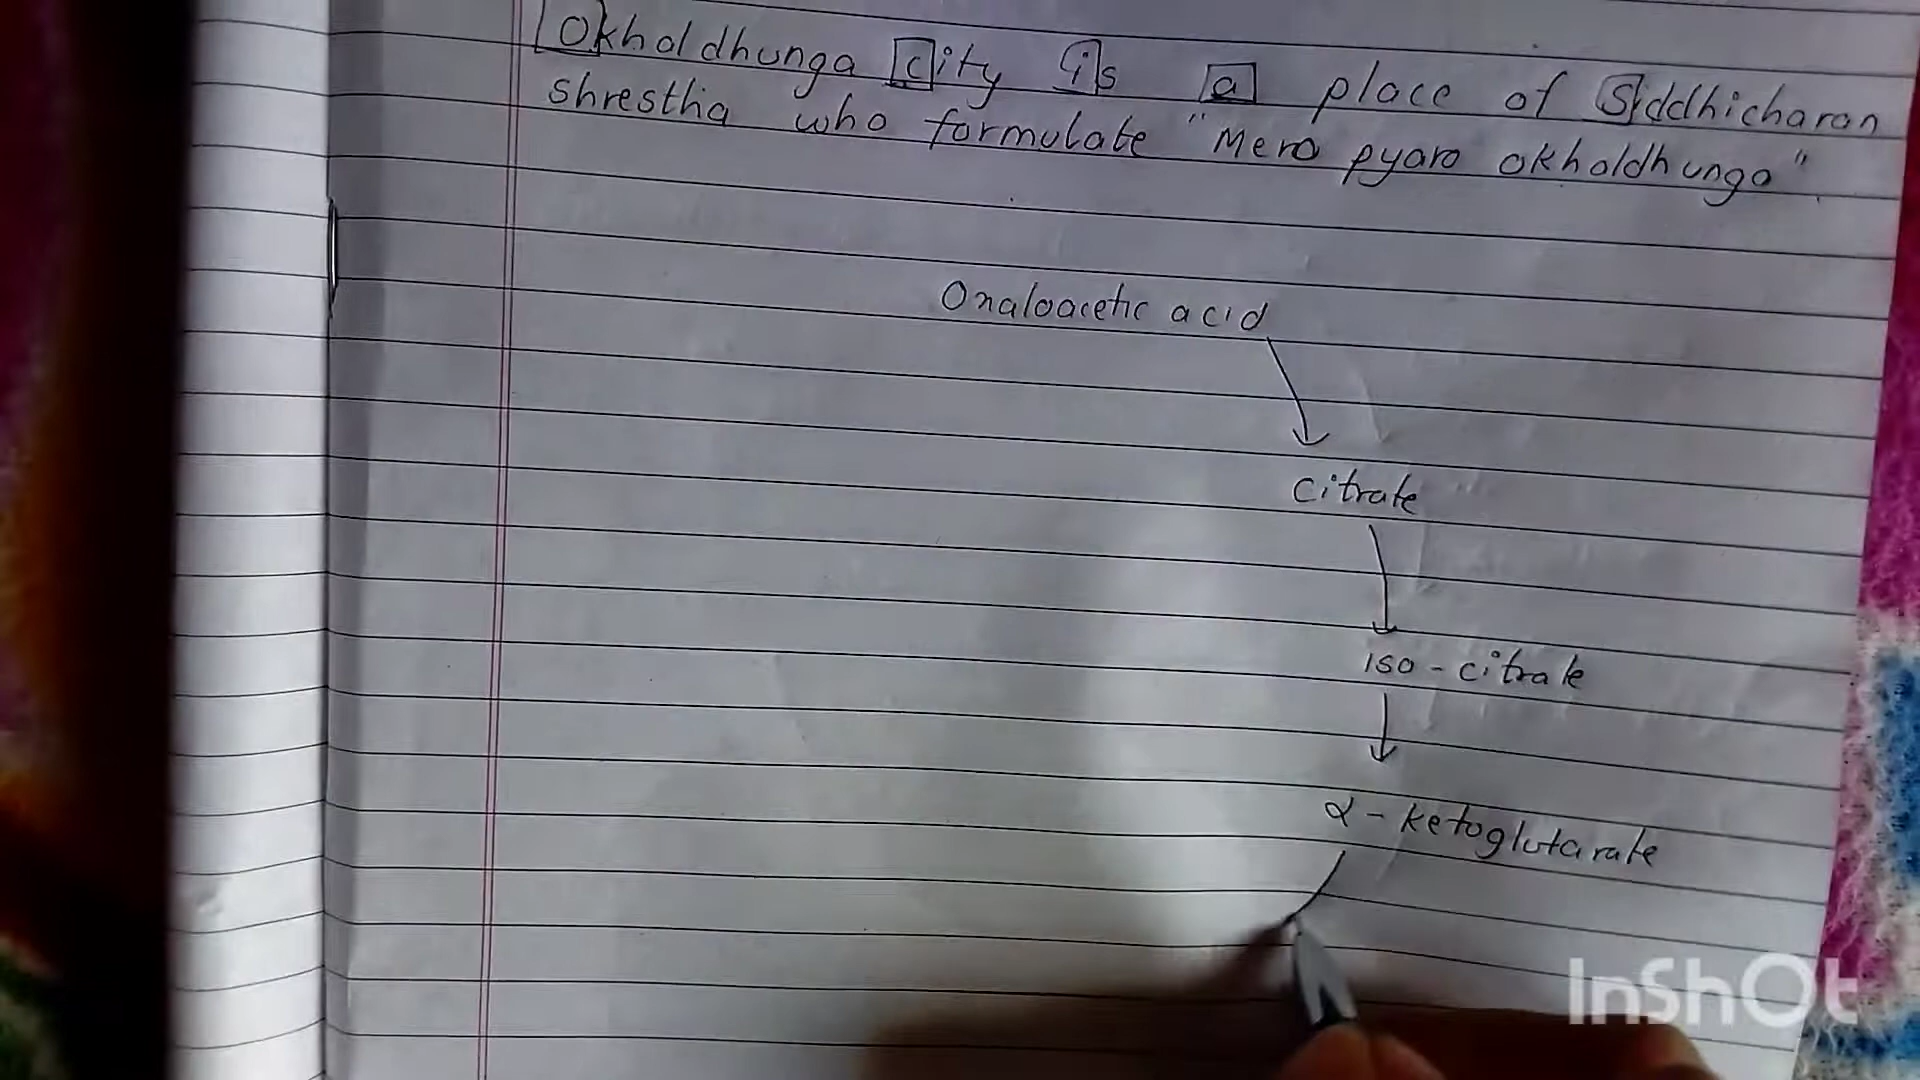 Okholdhunga City is a place of Siddhicharan
shrestha who formulate "Mero pyaro okholdhunga"
Oxaloacetic acid
Citrate
iso-citrate
α-ketoglutarate
InShOt